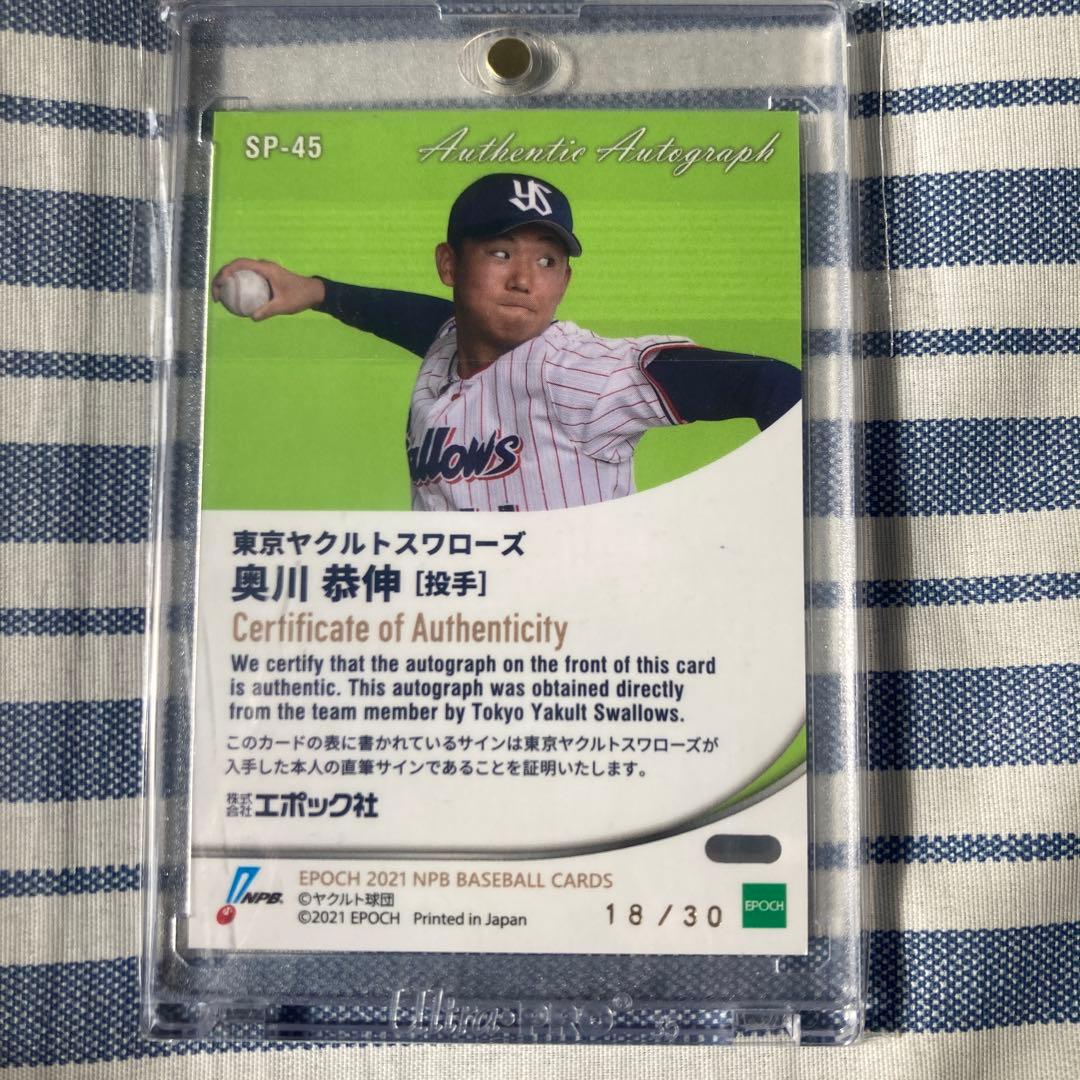 SP-45
Authentic Autograph
YS
allows
東京ヤクルトスワローズ
奥川 恭伸 [投手]
Certificate of Authenticity
We certify that the autograph on the front of this card
is authentic. This autograph was obtained directly
from the team member by Tokyo Yakult Swallows.
このカードの表に書かれているサインは東京ヤクルトスワローズが
入手した本人の直筆サインであることを証明いたします。
株式会社エポック社
NPB
EPOCH 2021 NPB BASEBALL CARDS
©ヤクルト球団
©2021 EPOCH Printed in Japan
18/30
EPOCH
Ultra PRO®